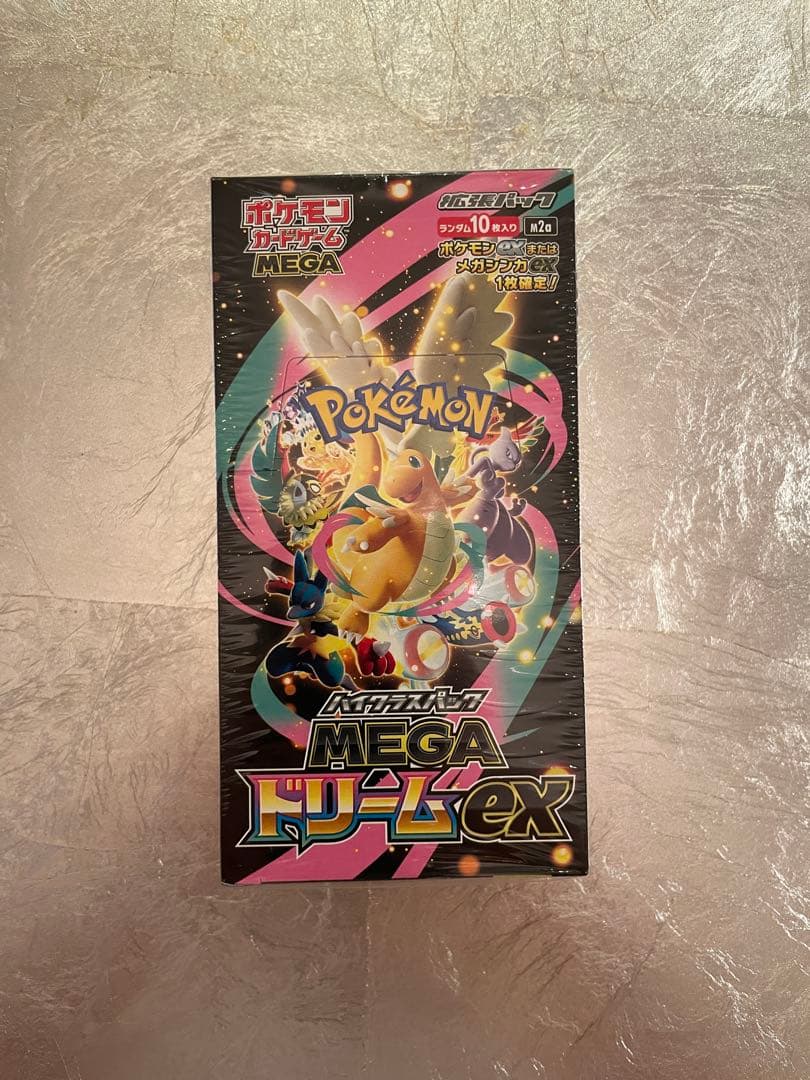 ポケモン
カードゲーム
MEGA
拡張パック
ランダム10枚入り M2a
ポケモンexまたは
メガシンカex
1枚確定!
POKéMON
ハイクラスパック
MEGA
ドリームex